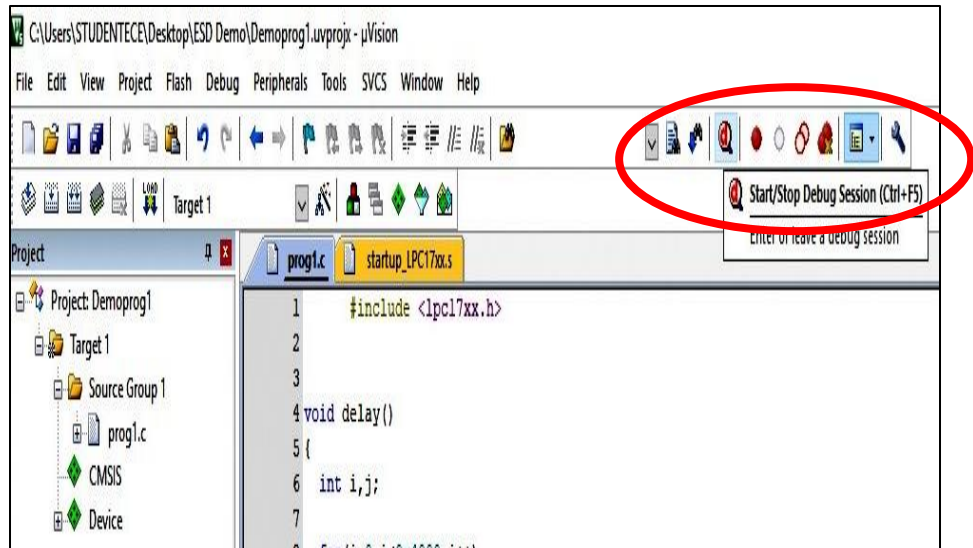 C:\Users\STUDENTECE\Desktop\ESD Demo\Demoprog1.uvprojx - µVision
File Edit View Project Flash Debug Peripherals Tools SVCS Window Help
LOAD Target 1
Start/Stop Debug Session (Ctrl+F5)
Enter or leave a debug session
Project
prog1.c startup_LPC17xx.s
Project: Demoprog1
Target 1
Source Group 1
prog1.c
CMSIS
Device
1 #include <lpc17xx.h>
2
3
4 void delay()
5 {
6 int i,j;
7